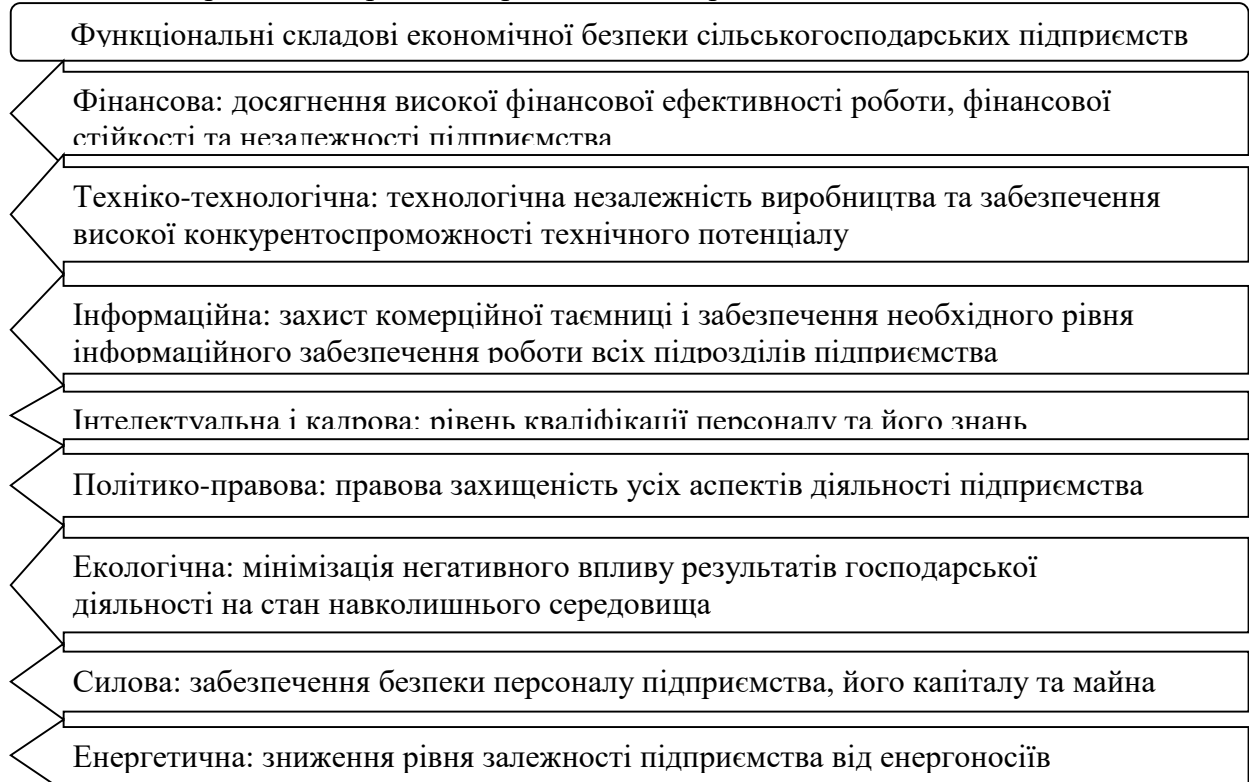 Функціональні складові економічної безпеки сільськогосподарських підприємств
Фінансова: досягнення високої фінансової ефективності роботи, фінансової
стійкості та незалежності підприємства
Техніко-технологічна: технологічна незалежність виробництва та забезпечення
високої конкурентоспроможності технічного потенціалу
Інформаційна: захист комерційної таємниці і забезпечення необхідного рівня
інформаційного забезпечення роботи всіх підрозділів підприємства
Інтелектуальна і кадрова: рівень кваліфікації персоналу та його знань
Політико-правова: правова захищеність усіх аспектів діяльності підприємства
Екологічна: мінімізація негативного впливу результатів господарської
діяльності на стан навколишнього середовища
Силова: забезпечення безпеки персоналу підприємства, його капіталу та майна
Енергетична: зниження рівня залежності підприємства від енергоносіїв